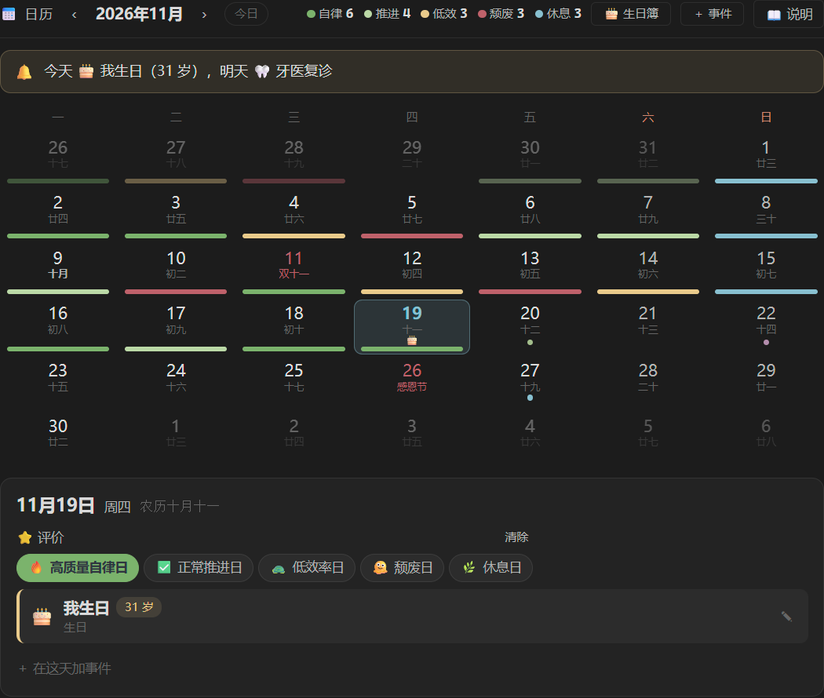 日历 ‹ 2026年11月 › 今日 自律 6 推进 4 低效 3 颓废 3 休息 3 生日簿 + 事件 说明
今天 我生日（31 岁），明天 牙医复诊
一 二 三 四 五 六 日
26 27 28 29 30 31 1
十七 十八 十九 二十 廿一 廿二 廿三
2 3 4 5 6 7 8
廿四 廿五 廿六 廿七 廿八 廿九 三十
9 10 11 12 13 14 15
十月 初二 双十一 初四 初五 初六 初七
16 17 18 19 20 21 22
初八 初九 初十 十一 十二 十三 十四
23 24 25 26 27 28 29
十五 十六 十七 感恩节 十九 二十 廿一
30 1 2 3 4 5 6
廿二 廿三 廿四 廿五 廿六 廿七 廿八
11月19日 周四 农历十月十一
评价 清除
高质量自律日 正常推进日 低效率日 颓废日 休息日
我生日 31 岁
生日
+ 在这天加事件